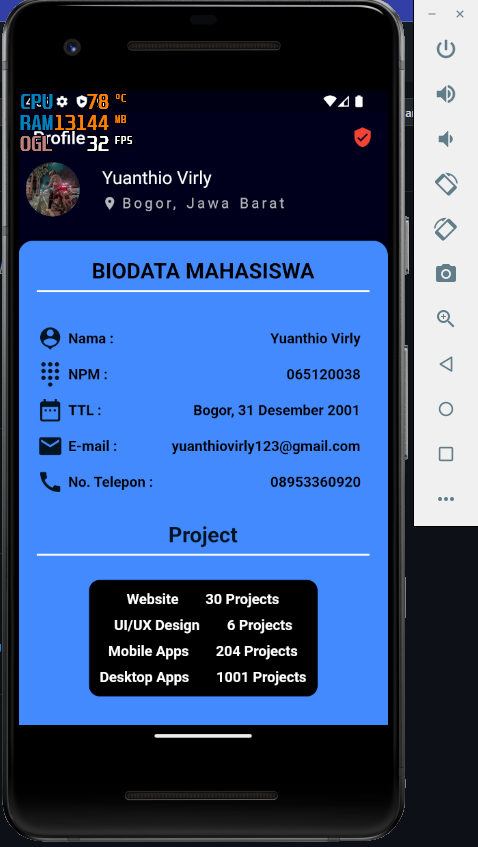 CPU 78 °C
RAM 13144 MB
OGL 32 FPS
Profile
Yuanthio Virly
Bogor, Jawa Barat
BIODATA MAHASISWA
Nama : Yuanthio Virly
NPM : 065120038
TTL : Bogor, 31 Desember 2001
E-mail : yuanthiovirly123@gmail.com
No. Telepon : 08953360920
Project
Website 30 Projects
UI/UX Design 6 Projects
Mobile Apps 204 Projects
Desktop Apps 1001 Projects